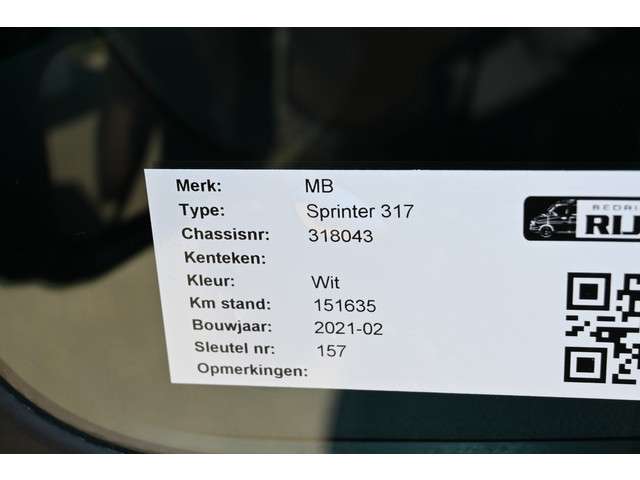 Merk: MB
Type: Sprinter 317
Chassisnr: 318043
Kenteken:
Kleur: Wit
Km stand: 151635
Bouwjaar: 2021-02
Sleutel nr: 157
Opmerkingen:
BEDRI
RIJ